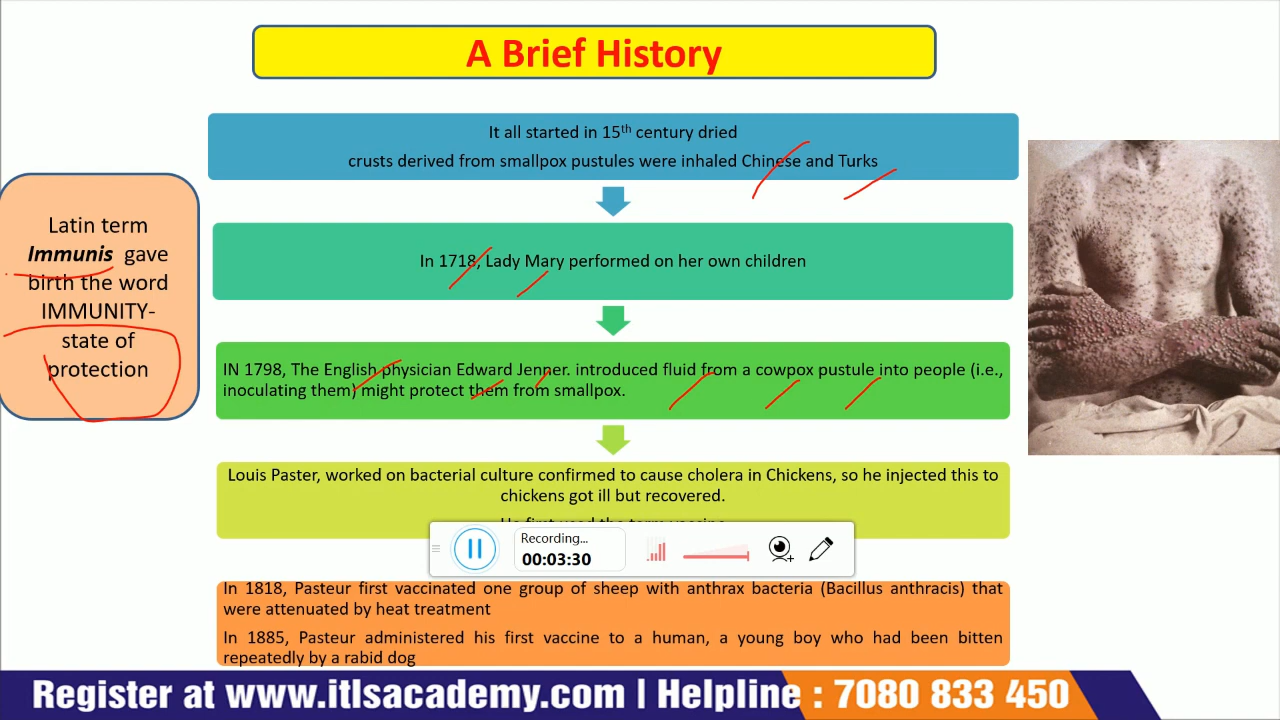 A Brief History
It all started in 15th century dried
crusts derived from smallpox pustules were inhaled Chinese and Turks
Latin term
Immunis gave
birth the word
IMMUNITY-
state of
protection
In 1718, Lady Mary performed on her own children
IN 1798, The English physician Edward Jenner. introduced fluid from a cowpox pustule into people (i.e.,
inoculating them) might protect them from smallpox.
Louis Paster, worked on bacterial culture confirmed to cause cholera in Chickens, so he injected this to
chickens got ill but recovered.
He first used the term vaccine
Recording...
00:03:30
In 1818, Pasteur first vaccinated one group of sheep with anthrax bacteria (Bacillus anthracis) that
were attenuated by heat treatment
In 1885, Pasteur administered his first vaccine to a human, a young boy who had been bitten
repeatedly by a rabid dog
Register at www.itlsacademy.com | Helpline : 7080 833 450